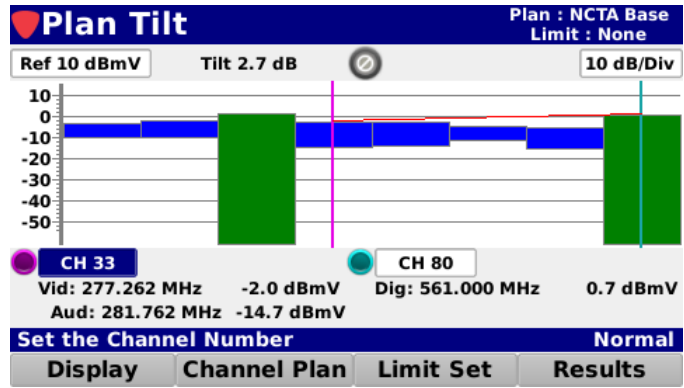 Plan Tilt
Plan : NCTA Base
Limit : None
Ref 10 dBmV
Tilt 2.7 dB
10 dB/Div
10
0
-10
-20
-30
-40
-50
CH 33
CH 80
Vid: 277.262 MHz -2.0 dBmV
Dig: 561.000 MHz 0.7 dBmV
Aud: 281.762 MHz -14.7 dBmV
Set the Channel Number
Normal
Display
Channel Plan
Limit Set
Results